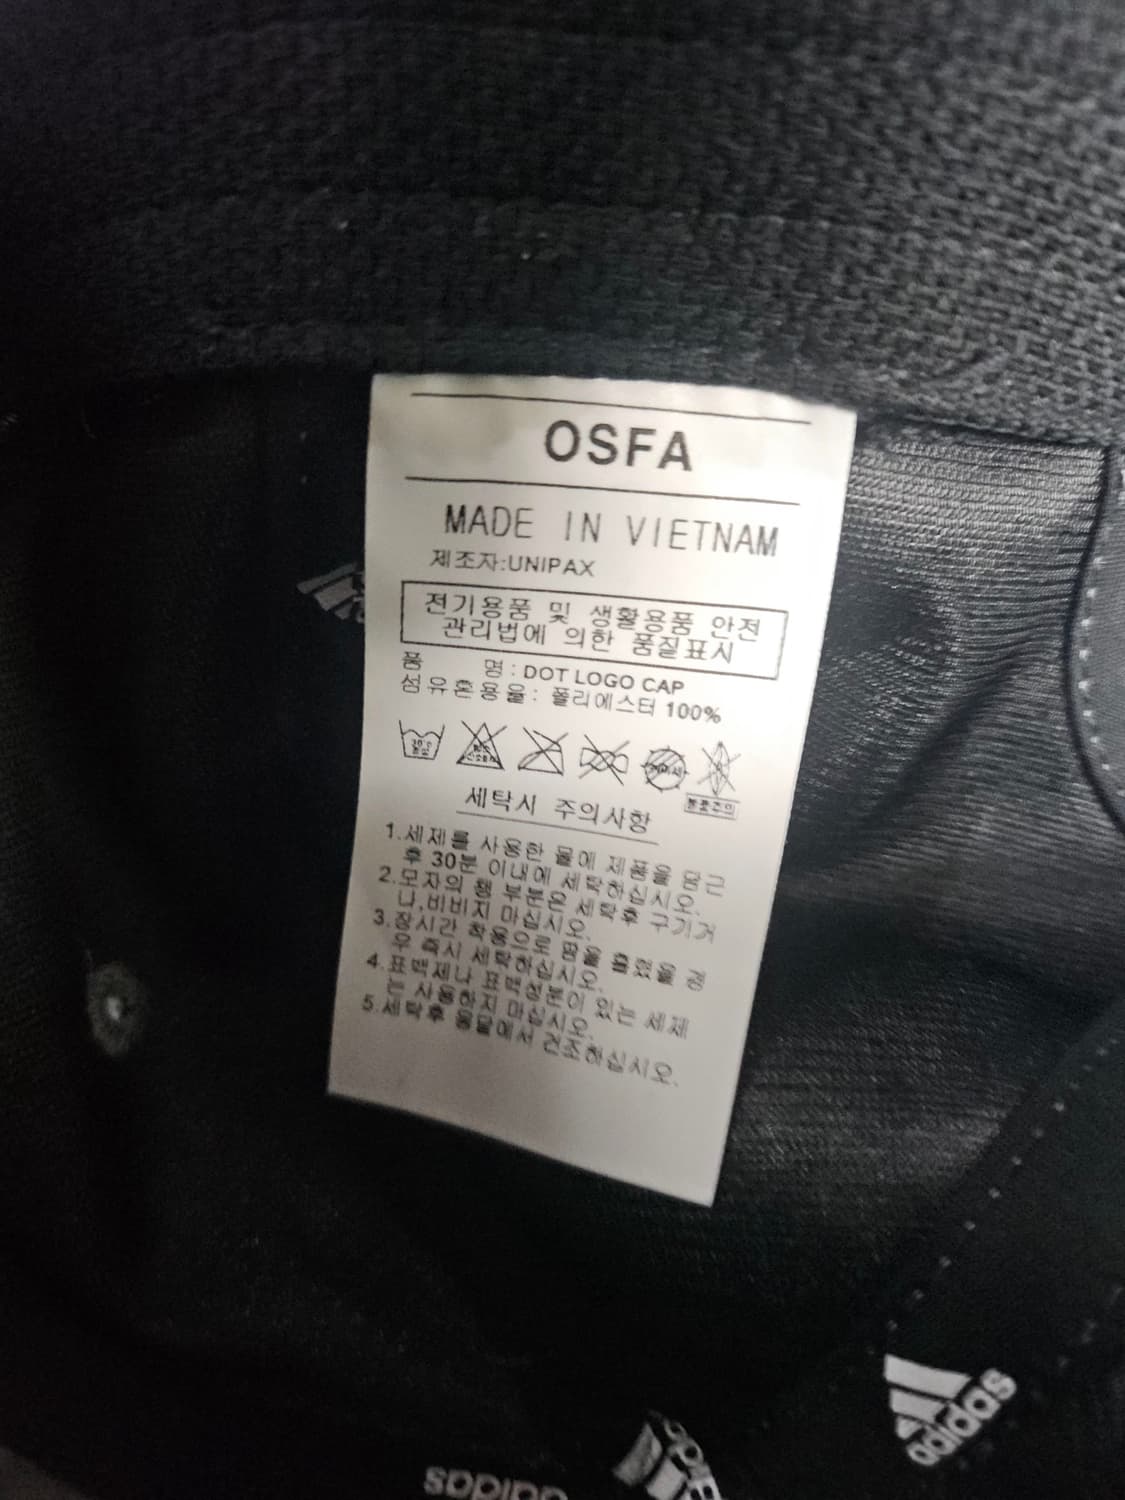 OSFA
MADE IN VIETNAM
제조자:UNIPAX
전기용품 및 생활용품 안전
관리법에 의한 품질표시
품 명 : DOT LOGO CAP
섬유혼용율: 폴리에스터 100%
30℃
세탁시 주의사항
1.세제를 사용한 물에 제품을 담근
후 30분 이내에 세탁하십시오.
2.모자의 챙 부분은 세탁후 구기거
나,비비지 마십시오.
3.장시간 착용으로 땀을 흘렸을 경
우 즉시 세탁하십시오.
4.표백제나 표백성분이 있는 세제
는 사용하지 마십시오.
5.세탁후 응달에서 건조하십시오.
adidas
adidas
adidas